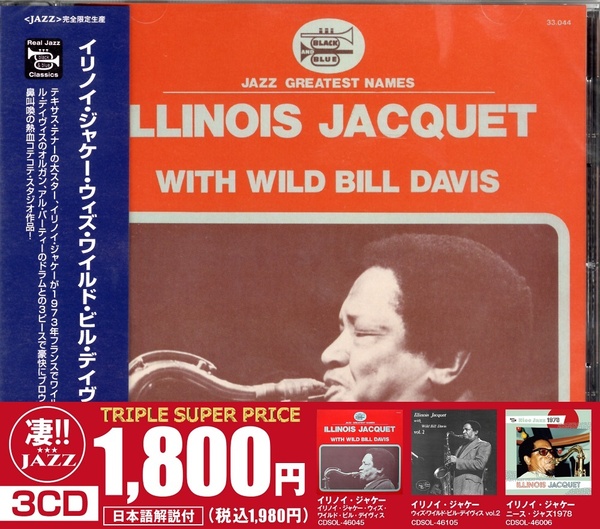 <JAZZ>完全限定生産
Real Jazz
black & blue
Classics
イリノイ・ジャケー・ウィズ・ワイルド・ビル・デイヴ
テキサス・テナーの大スター、イリノイ・ジャケーが1973年フランスでワイ
ル・デイヴィスのオルガン、アル・バーティーのドラムとの3ピースで豪快にブロウ
鼻叫喚の熱血コテコテ・スタジオ作品!
33.044
BLACK AND BLUE
JAZZ GREATEST NAMES
ILLINOIS JACQUET
WITH WILD BILL DAVIS
凄!!
★★★
JAZZ
3CD
TRIPLE SUPER PRICE
1,800円
日本語解説付 (税込1,980円)
JAZZ GREATEST NAMES
ILLINOIS JACQUET
WITH WILD BILL DAVIS
イリノイ・ジャケー
イリノイ・ジャケー・ウィズ・
ワイルド・ビル・デイヴィス
CDSOL-46045
Illinois Jacquet
with
Wild Bill Davis
vol.2
イリノイ・ジャケー
ウィズ・ワイルド・ビル・デイヴィス vol.2
CDSOL-46105
Nice Jazz 1978
ILLINOIS JACQUET
イリノイ・ジャケー
ニース・ジャズ1978
CDSOL-46006